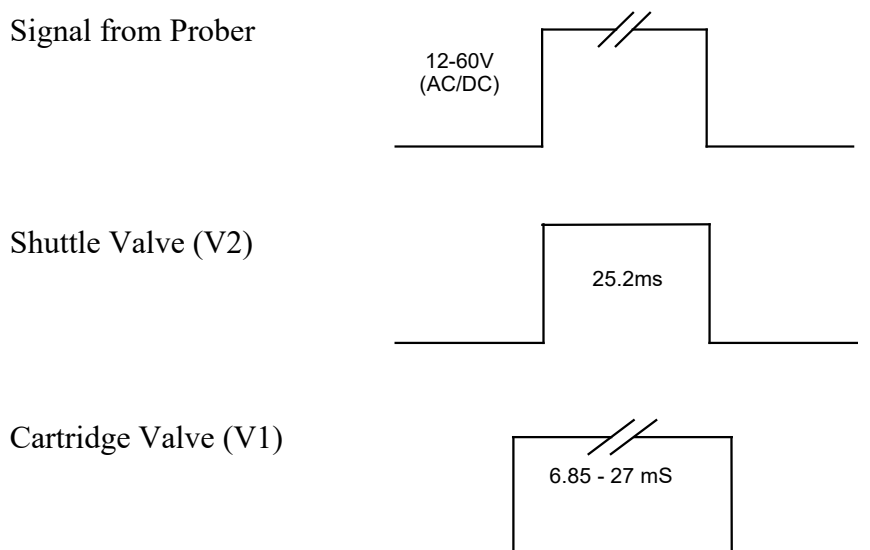 Signal from Prober
12-60V
(AC/DC)
Shuttle Valve (V2)
25.2ms
Cartridge Valve (V1)
6.85 - 27 mS